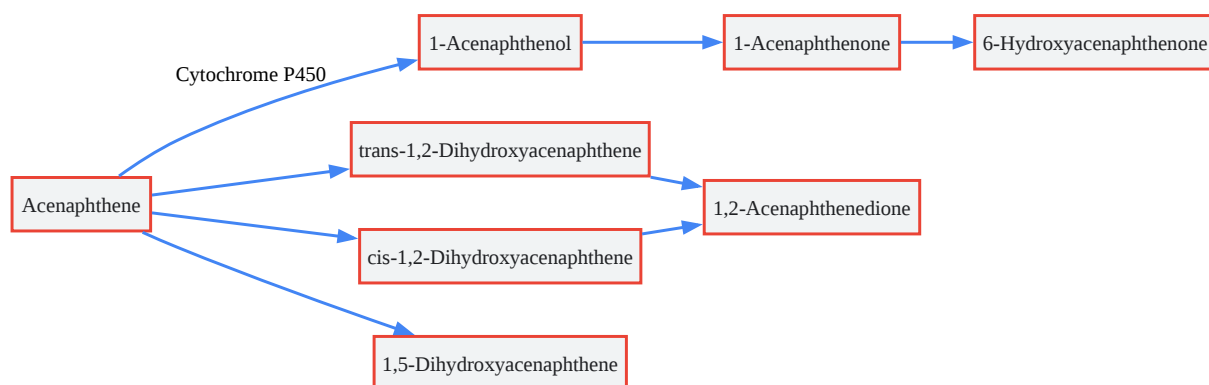 1-Acenaphthenol
1-Acenaphthenone
6-Hydroxyacenaphthenone
Cytochrome P450
trans-1,2-Dihydroxyacenaphthene
Acenaphthene
1,2-Acenaphthenedione
cis-1,2-Dihydroxyacenaphthene
1,5-Dihydroxyacenaphthene